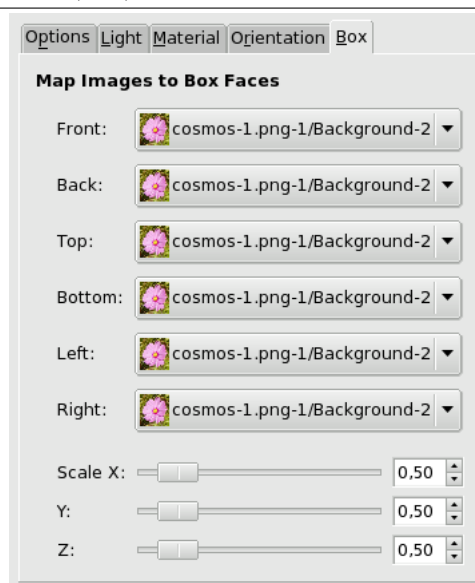 Options Light Material Orientation Box
Map Images to Box Faces
Front: cosmos-1.png-1/Background-2
Back: cosmos-1.png-1/Background-2
Top: cosmos-1.png-1/Background-2
Bottom: cosmos-1.png-1/Background-2
Left: cosmos-1.png-1/Background-2
Right: cosmos-1.png-1/Background-2
Scale X: 0,50
Y: 0,50
Z: 0,50